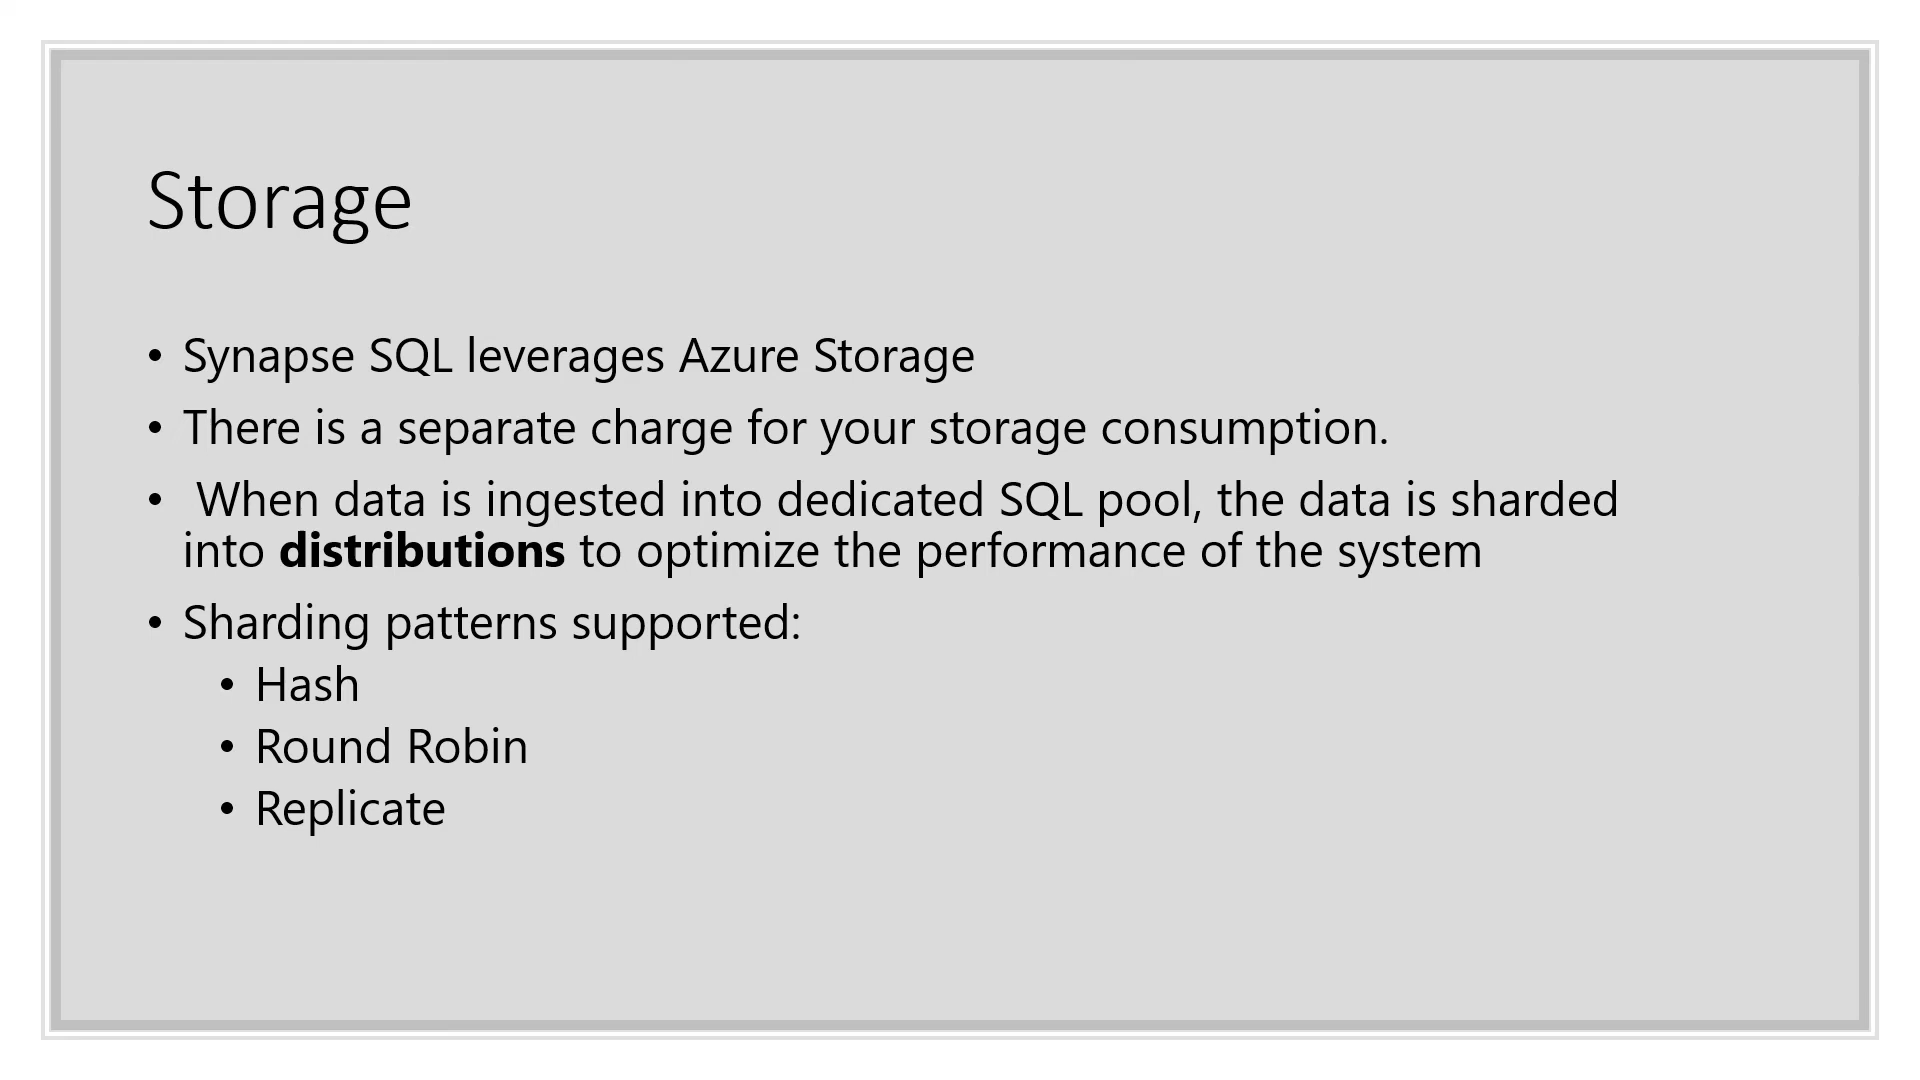 Storage
• Synapse SQL leverages Azure Storage
• There is a separate charge for your storage consumption.
• When data is ingested into dedicated SQL pool, the data is sharded
into distributions to optimize the performance of the system
• Sharding patterns supported:
• Hash
• Round Robin
• Replicate